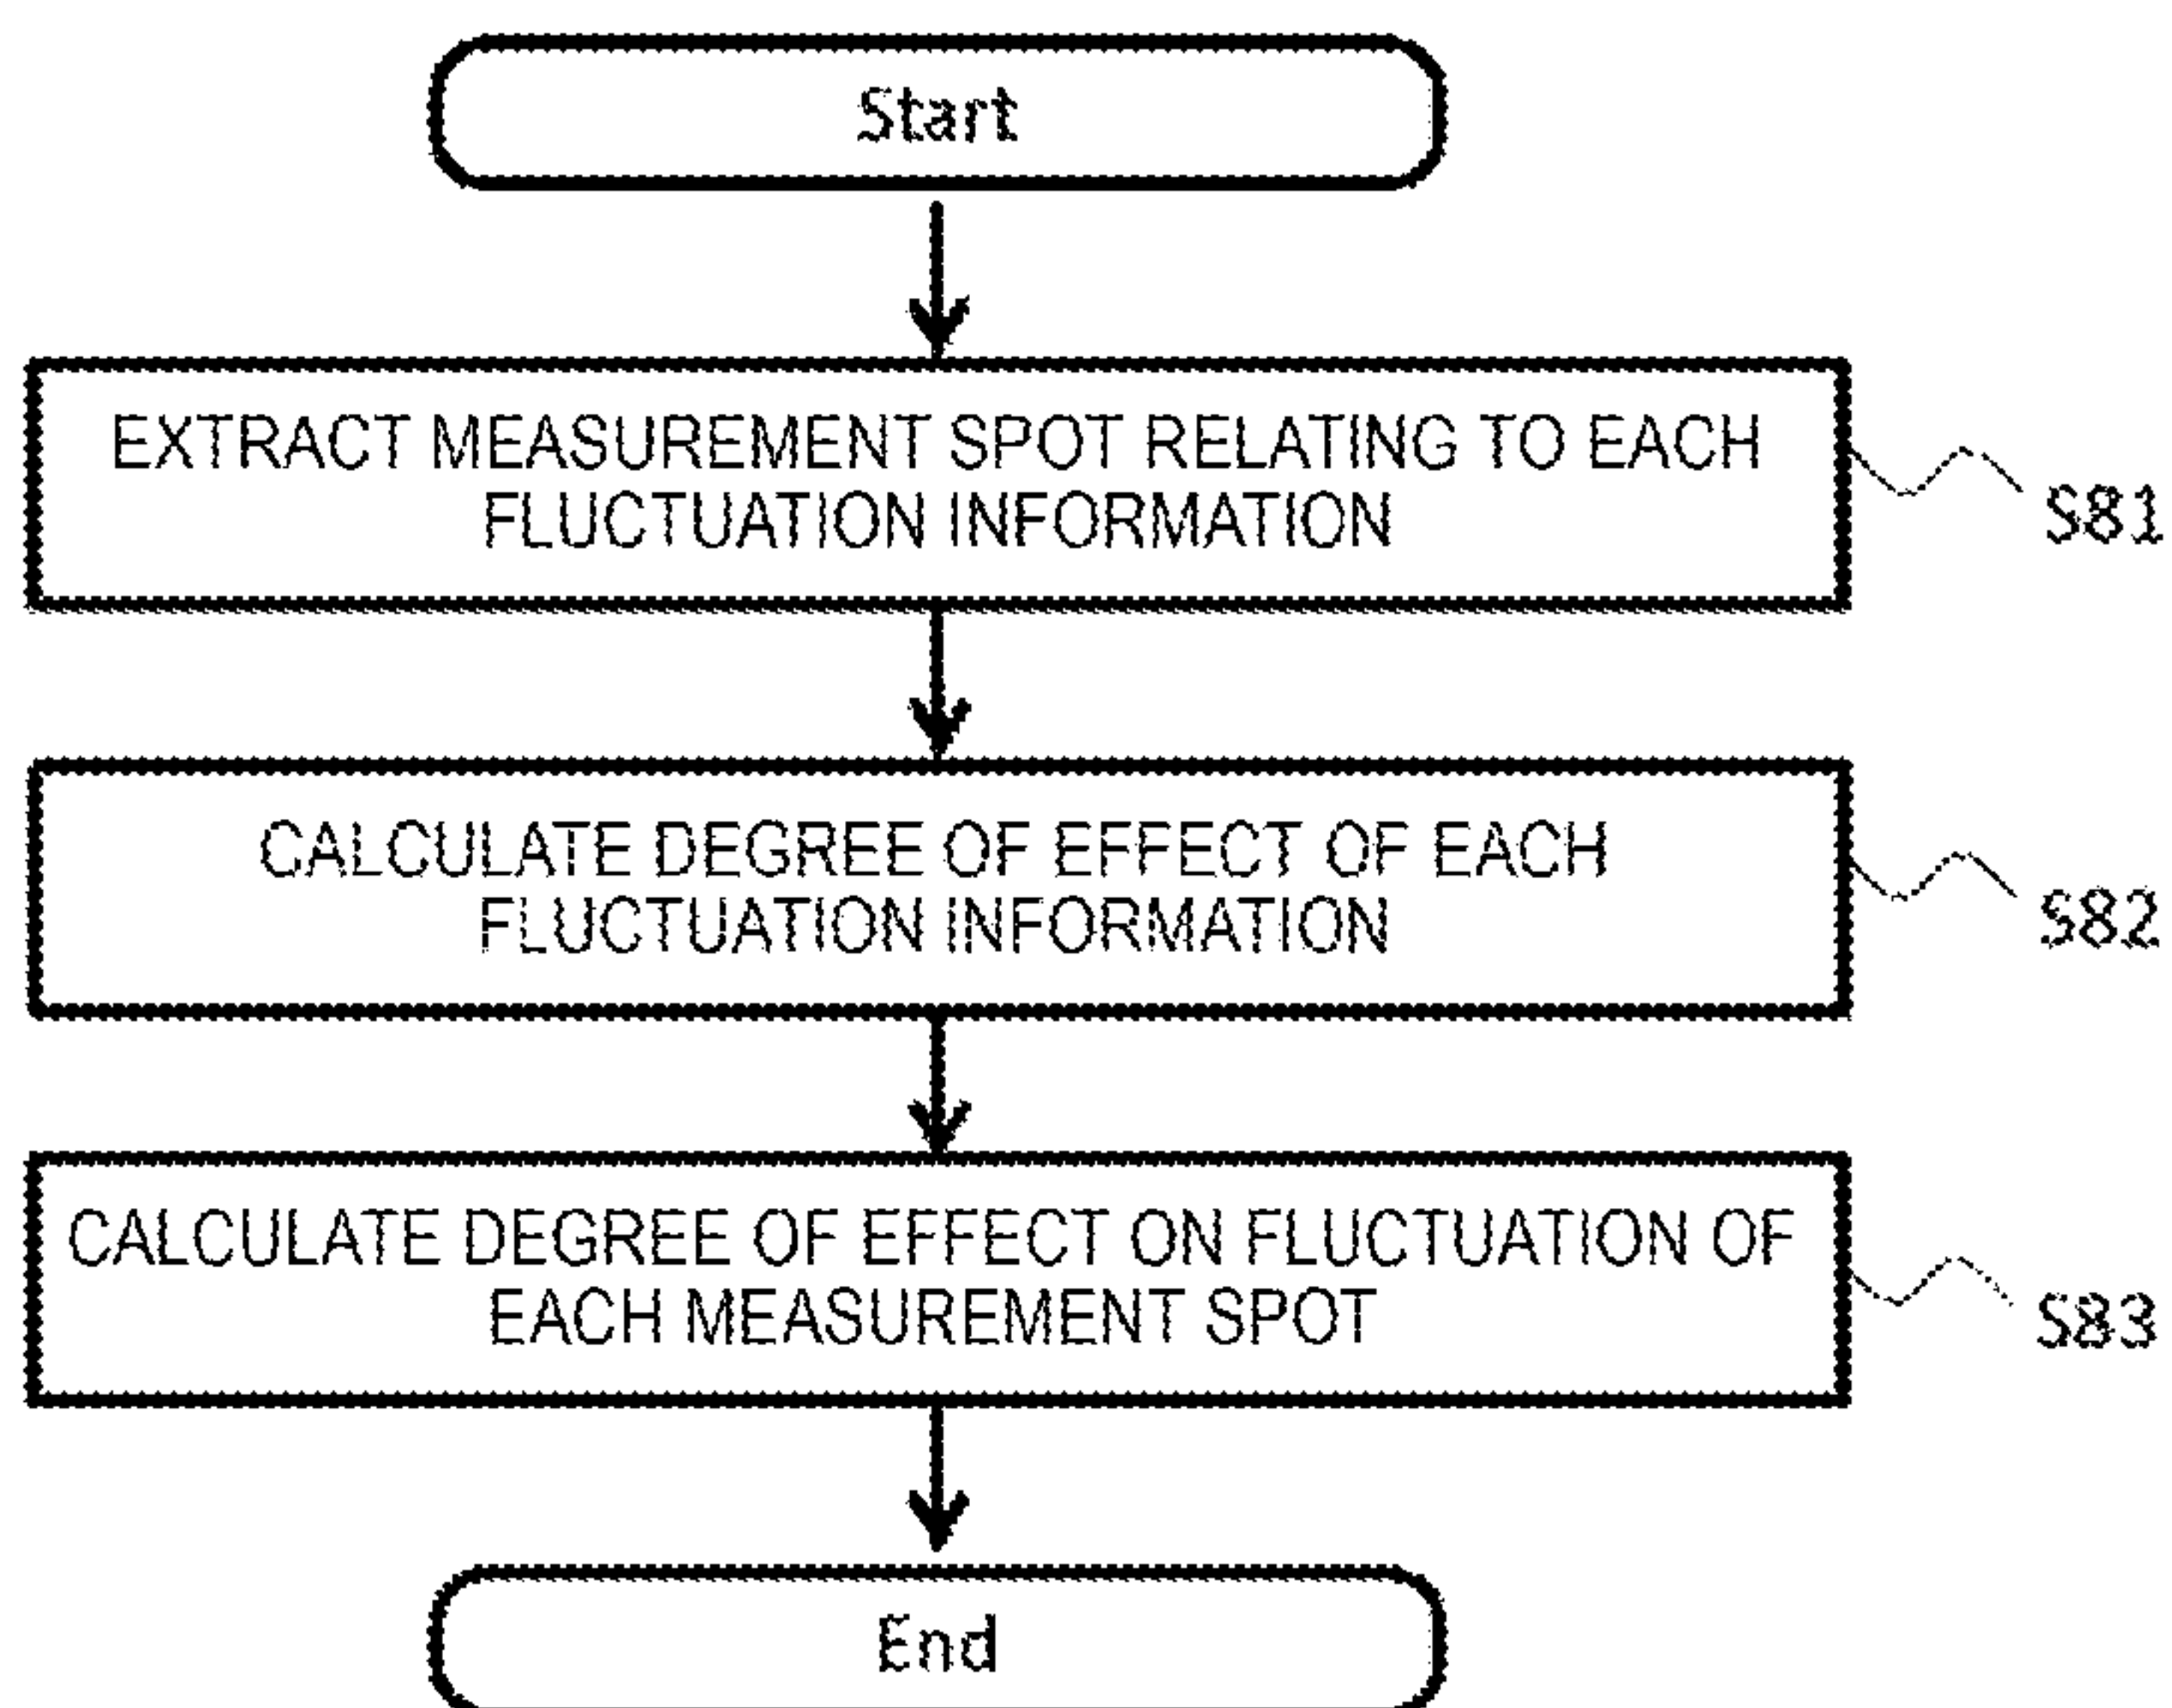 Start
EXTRACT MEASUREMENT SPOT RELATING TO EACH
FLUCTUATION INFORMATION
S81
CALCULATE DEGREE OF EFFECT OF EACH
FLUCTUATION INFORMATION
S82
CALCULATE DEGREE OF EFFECT ON FLUCTUATION OF
EACH MEASUREMENT SPOT
S83
End